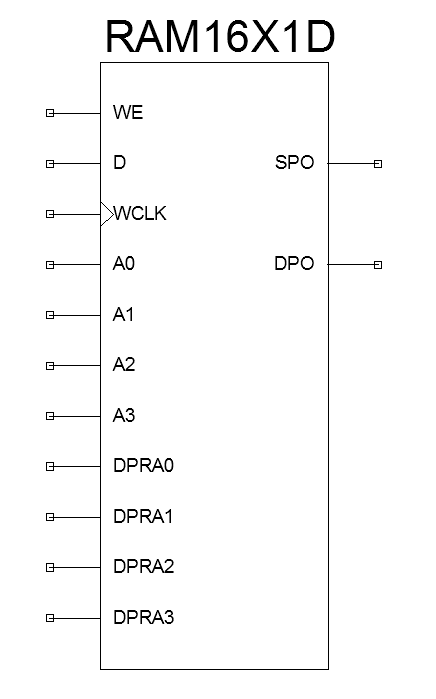 RAM16X1D
WE
D
SPO
WCLK
A0
DPO
A1
A2
A3
DPRA0
DPRA1
DPRA2
DPRA3